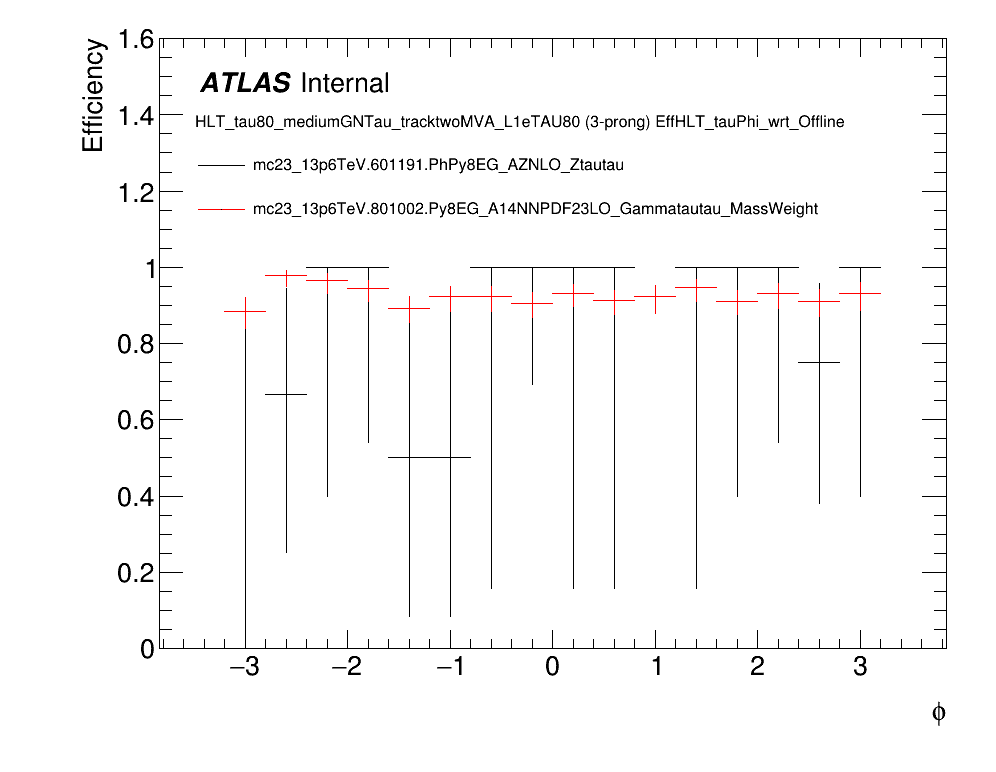 Efficiency
1.6
1.4
1.2
1
0.8
0.6
0.4
0.2
0
ATLAS Internal
HLT_tau80_mediumGNTau_tracktwoMVA_L1eTAU80 (3-prong) EffHLT_tauPhi_wrt_Offline
mc23_13p6TeV.601191.PhPy8EG_AZNLO_Ztautau
mc23_13p6TeV.801002.Py8EG_A14NNPDF23LO_Gammatautau_MassWeight
−3 −2 −1 0 1 2 3
ϕ